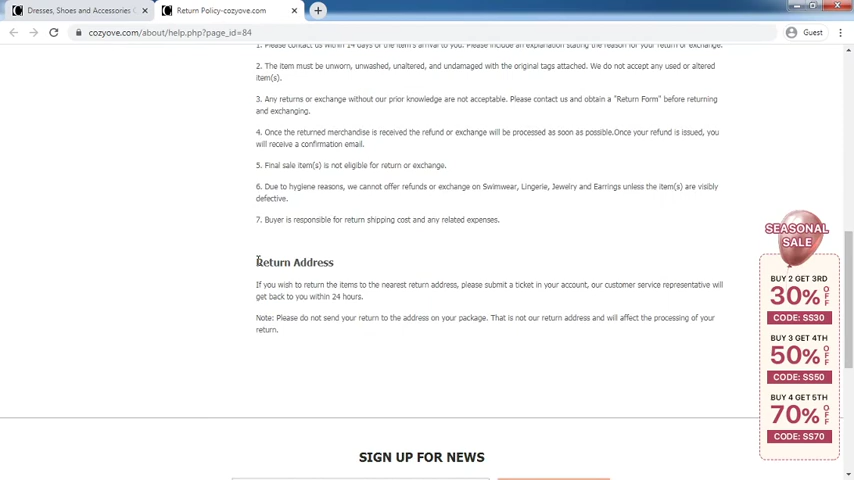 Dresses, Shoes and Accessories
Return Policy-cozyove.com
cozyove.com/about/help.php?page_id=84
Guest
1. Please contact us within 14 days of the item's arrival to you. Please include an explanation stating the reason for your return or exchange.
2. The item must be unworn, unwashed, unaltered, and undamaged with the original tags attached. We do not accept any used or altered
item(s).
3. Any returns or exchange without our prior knowledge are not acceptable. Please contact us and obtain a "Return Form" before returning
and exchanging.
4. Once the returned merchandise is received the refund or exchange will be processed as soon as possible.Once your refund is issued, you
will receive a confirmation email.
5. Final sale item(s) is not eligible for return or exchange.
6. Due to hygiene reasons, we cannot offer refunds or exchange on Swimwear, Lingerie, Jewelry and Earrings unless the item(s) are visibly
defective.
7. Buyer is responsible for return shipping cost and any related expenses.
Return Address
If you wish to return the items to the nearest return address, please submit a ticket in your account, our customer service representative will
get back to you within 24 hours.
Note: Please do not send your return to the address on your package. That is not our return address and will affect the processing of your
return.
SEASONAL
SALE
BUY 2 GET 3RD
30% OFF
CODE: SS30
BUY 3 GET 4TH
50% OFF
CODE: SS50
BUY 4 GET 5TH
70% OFF
CODE: SS70
SIGN UP FOR NEWS